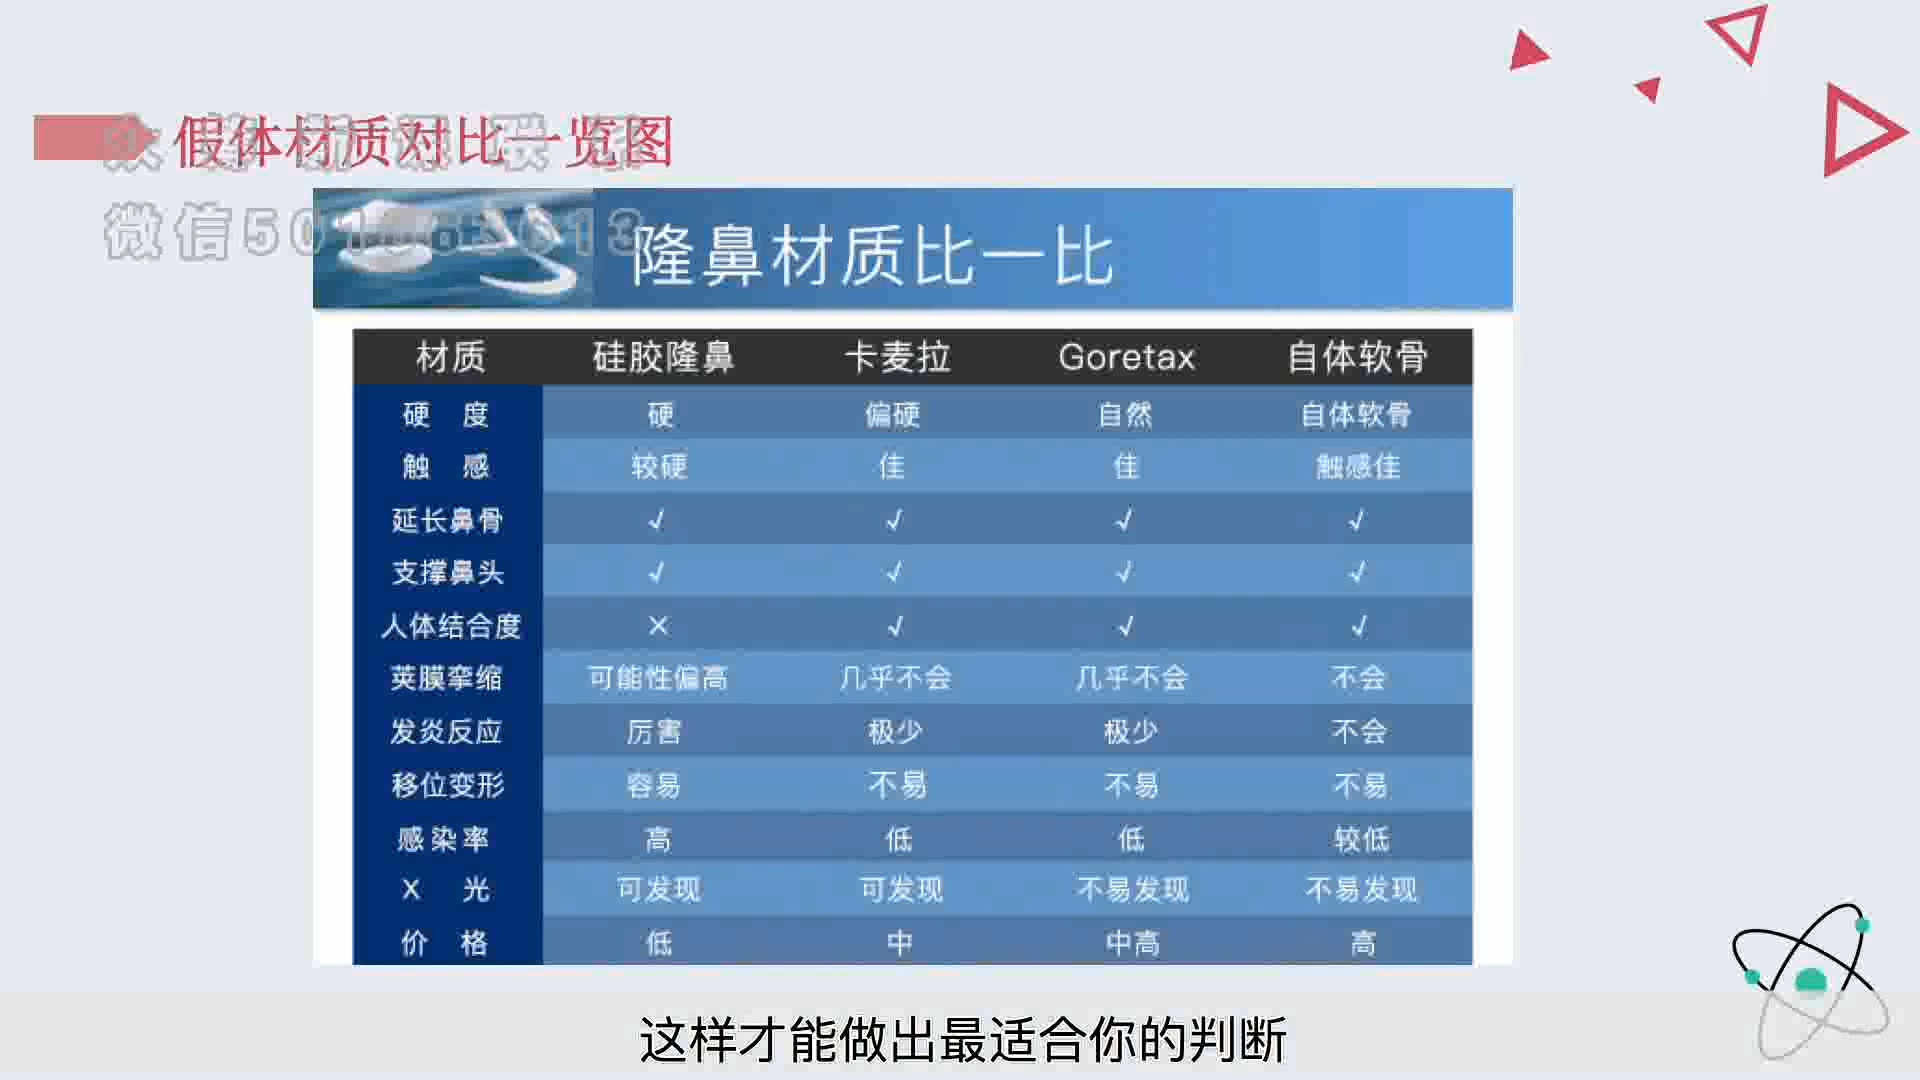 假体材质对比一览图
微信
隆鼻材质比一比
材质 硅胶隆鼻 卡麦拉 Goretax 自体软骨
硬 度 硬 偏硬 自然 自体软骨
触 感 较硬 佳 佳 触感佳
延长鼻骨 √ √ √ √
支撑鼻头 √ √ √ √
人体结合度 × √ √ √
荚膜挛缩 可能性偏高 几乎不会 几乎不会 不会
发炎反应 厉害 极少 极少 不会
移位变形 容易 不易 不易 不易
感染率 高 低 低 较低
X 光 可发现 可发现 不易发现 不易发现
价 格 低 中 中高 高
这样才能做出最适合你的判断